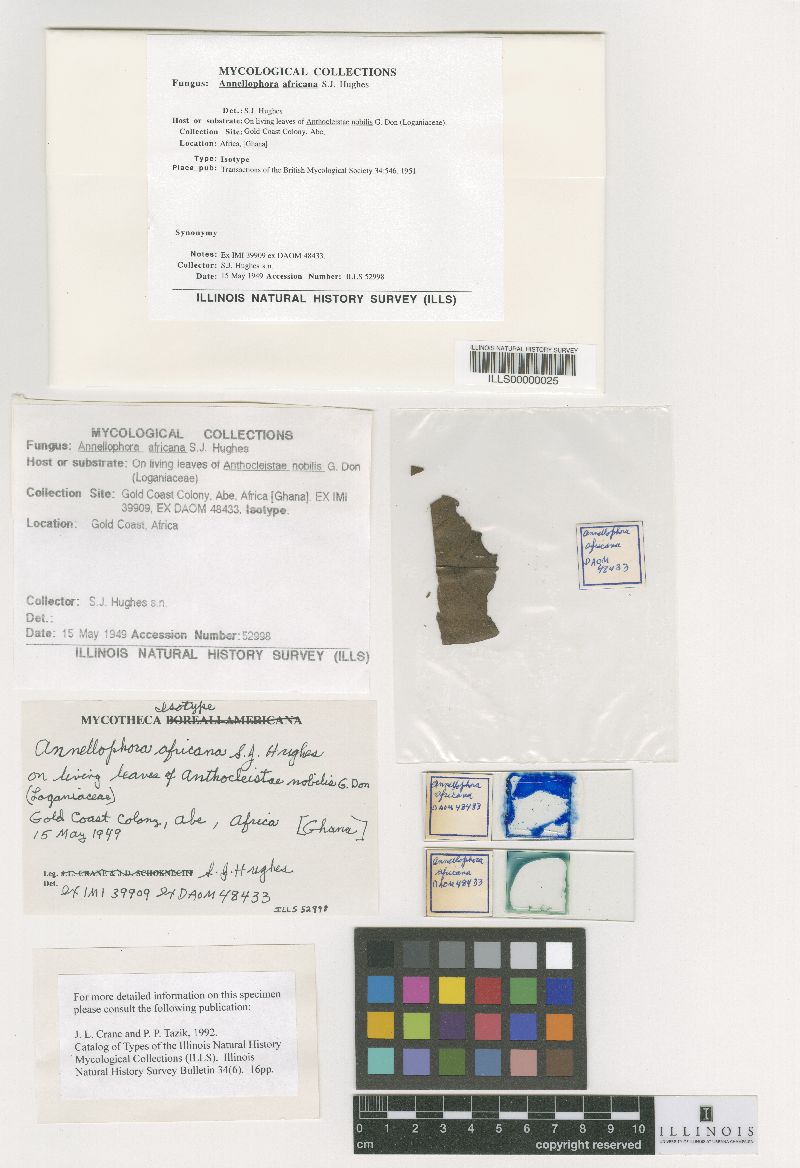 MYCOLOGICAL COLLECTIONS
Fungus: Annellophora africana S.J. Hughes
Det.: S.J. Hughes
Host or substrate: On living leaves of Anthocleistae nobilis G. Don (Loganiaceae)
Collection Site: Gold Coast Colony, Abe,
Location: Africa, [Ghana]
Type: Isotype
Place pub: Transactions of the British Mycological Society 34:546, 1951
Synonymy
Notes: Ex IMI 39909 ex DAOM 48433,
Collector: S.J. Hughes s.n.
Date: 15 May 1949 Accession Number: ILLS 52998
ILLINOIS NATURAL HISTORY SURVEY (ILLS)
ILLINOIS NATURAL HISTORY SURVEY
ILLS00000025
MYCOLOGICAL COLLECTIONS
Fungus: Annellophora africana S.J. Hughes
Host or substrate: On living leaves of Anthocleistae nobilis G. Don
(Loganiaceae)
Collection Site: Gold Coast Colony, Abe, Africa [Ghana]. EX IMI
39909, EX DAOM 48433, Isotype.
Location: Gold Coast, Africa
Collector: S.J. Hughes s.n.
Det.:
Date: 15 May 1949 Accession Number: 52998
ILLINOIS NATURAL HISTORY SURVEY (ILLS)
Annellophora
africana
DAOM
48433
Isotype
MYCOTHECA BOREALI-AMERICANA
Annellophora africana S.J. Hughes
on living leaves of Anthocleistae nobilis G. Don
(Loganiaceae)
Gold Coast Colony, Abe, Africa [Ghana]
15 May 1949
Leg. J.L. CRANE & J.D. SCHOKNECHT S.J. Hughes
Det.
ex IMI 39909 ex DAOM 48433
ILLS 52998
Annellophora
africana
DAOM 48433
Annellophora
africana
DAOM 48433
For more detailed information on this specimen
please consult the following publication:
J. L. Crane and P. P. Tazik, 1992.
Catalog of Types of the Illinois Natural History
Mycological Collections (ILLS). Illinois
Natural History Survey Bulletin 34(6). 16pp.
0 1 2 3 4 5 6 7 8 9 10
cm copyright reserved
I
ILLINOIS
UNIVERSITY OF ILLINOIS AT URBANA-CHAMPAIGN